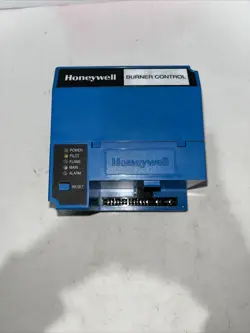 Honeywell
BURNER CONTROL
POWER
PILOT
FLAME
MAIN
ALARM
RESET
Honeywell